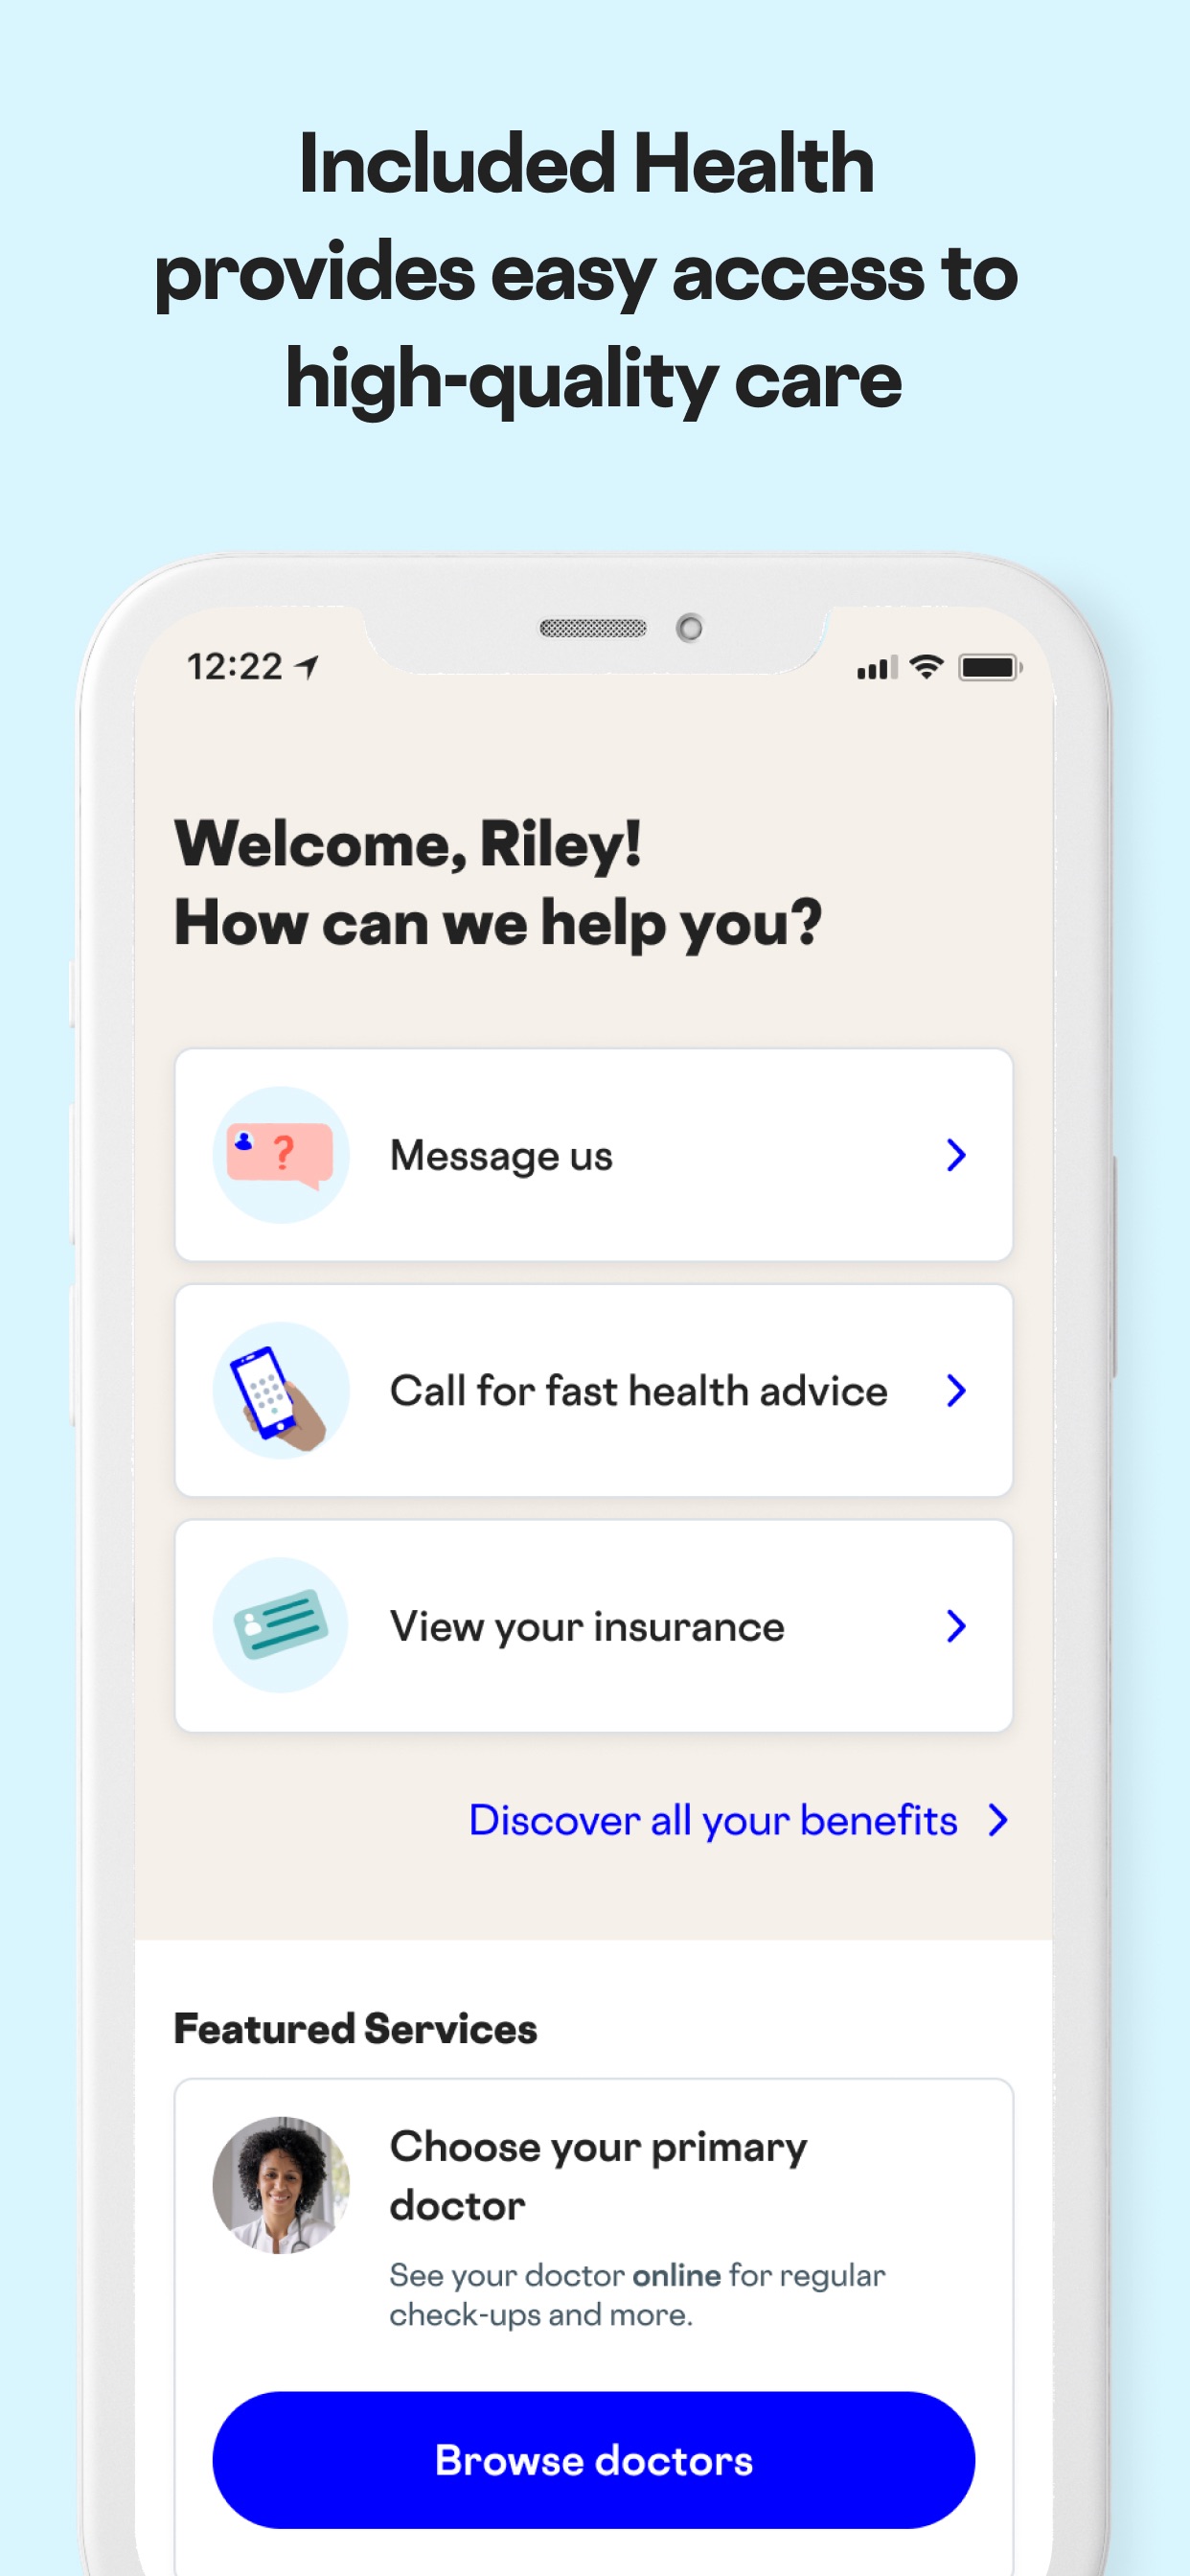 Included Health
provides easy access to
high-quality care
12:22
Welcome, Riley!
How can we help you?
?
Message us
Call for fast health advice
View your insurance
Discover all your benefits
Featured Services
Choose your primary
doctor
See your doctor online for regular
check-ups and more.
Browse doctors